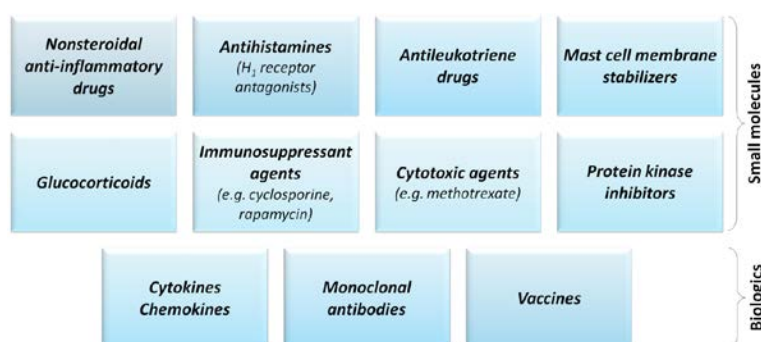 Nonsteroidal
anti-inflammatory
drugs
Antihistamines
(H₁ receptor
antagonists)
Antileukotriene
drugs
Mast cell membrane
stabilizers
Glucocorticoids
Immunosuppressant
agents
(e.g. cyclosporine,
rapamycin)
Cytotoxic agents
(e.g. methotrexate)
Protein kinase
inhibitors
Small molecules
Cytokines
Chemokines
Monoclonal
antibodies
Vaccines
Biologics